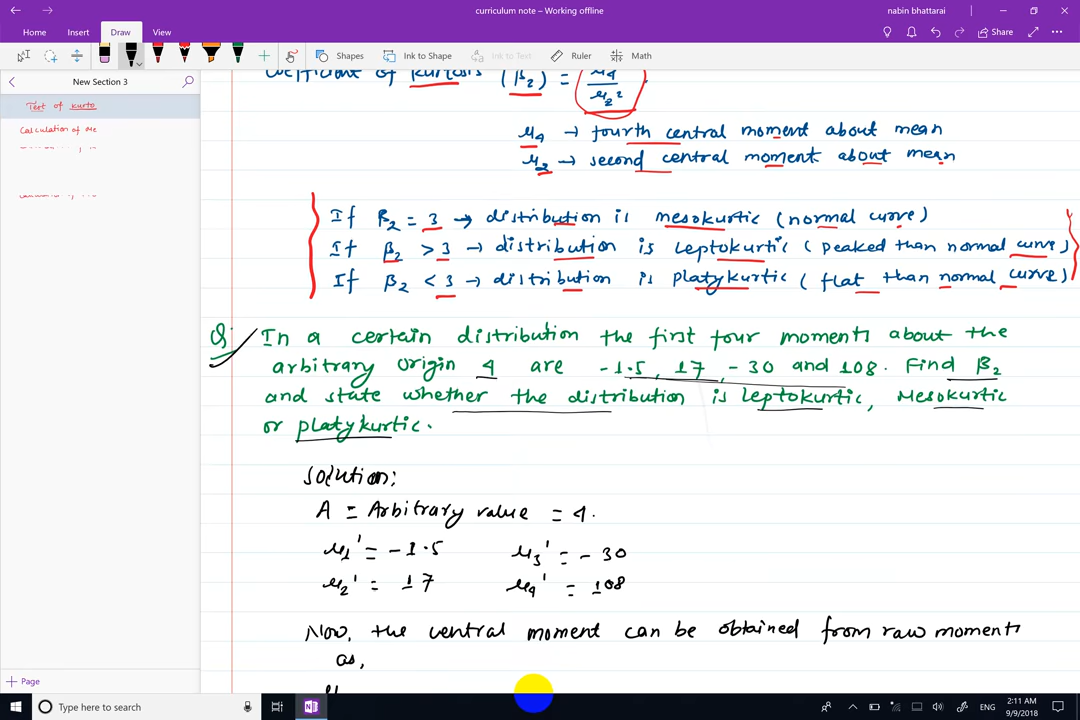 curriculum note – Working offline
nabin bhattarai
Home Insert Draw View
Share
Shapes Ink to Shape Ink to Text Ruler Math
New Section 3
Test of kurto
Calculation of Me
Coefficient of kurtosis (β₂) = μ₄ / μ₂²
μ₄ → fourth central moment about mean
μ₂ → second central moment about mean
If β₂ = 3 → distribution is mesokurtic (normal curve)
If β₂ > 3 → distribution is leptokurtic (peaked than normal curve)
If β₂ < 3 → distribution is platykurtic (flat than normal curve)
Q: In a certain distribution the first four moments about the
arbitrary origin 4 are -1.5, 17, -30 and 108. Find β₂
and state whether the distribution is leptokurtic, Mesokurtic
or platykurtic.
Solution:
A = Arbitrary value = 4.
μ₁' = -1.5 μ₃' = -30
μ₂' = 17 μ₄' = 108
Now, the central moment can be obtained from raw moments
as,
Page
Type here to search
ENG
2:11 AM
9/9/2018